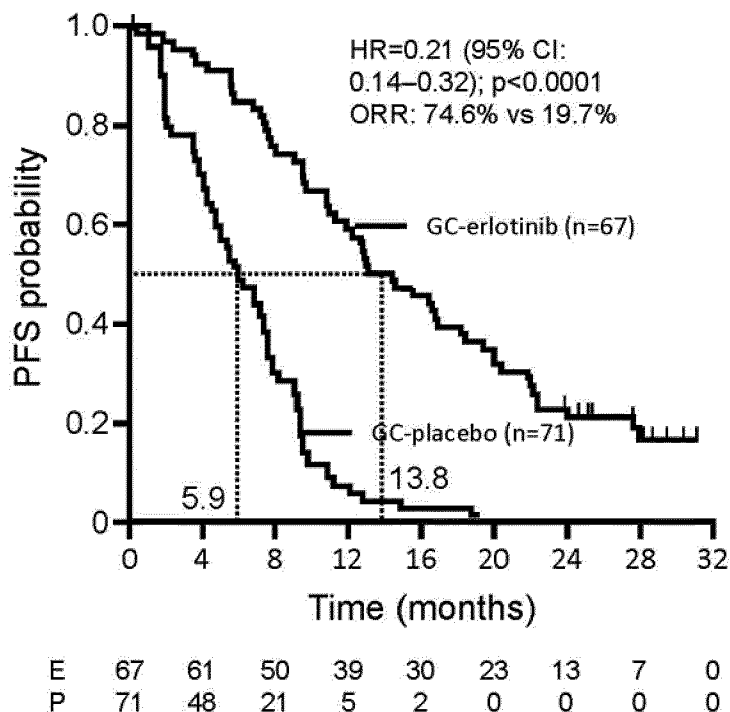 HR=0.21 (95% CI:
0.14–0.32); p<0.0001
ORR: 74.6% vs 19.7%
PFS probability
1.0
0.8
0.6
0.4
0.2
0
GC-erlotinib (n=67)
GC-placebo (n=71)
5.9
13.8
0 4 8 12 16 20 24 28 32
Time (months)
E 67 61 50 39 30 23 13 7 0
P 71 48 21 5 2 0 0 0 0